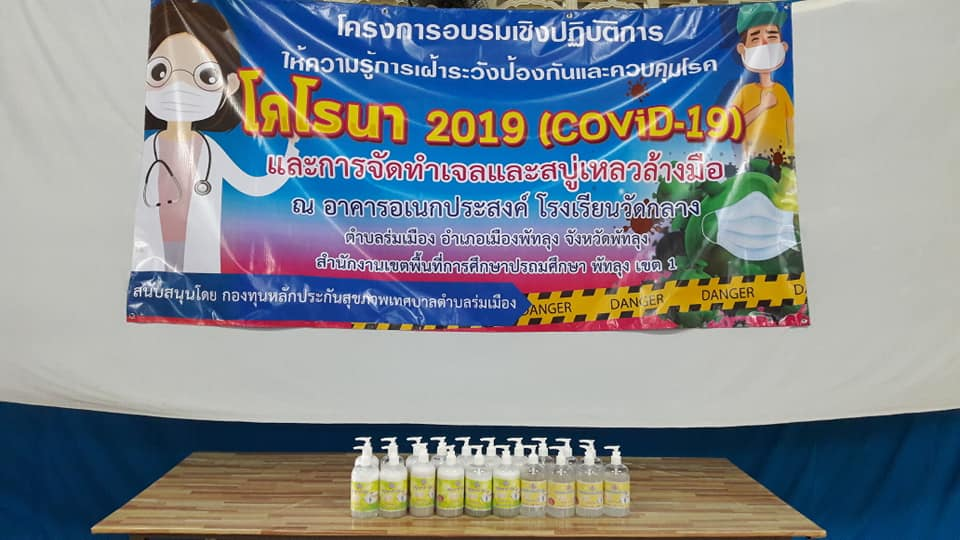 โครงการอบรมเชิงปฏิบัติการ
ให้ความรู้การเฝ้าระวังป้องกันและควบคุมโรค
โคโรนา 2019 (COViD-19)
และการจัดทำเจลและสบู่เหลวล้างมือ
ณ อาคารอเนกประสงค์ โรงเรียนวัดกลาง
ตำบลร่มเมือง อำเภอเมืองพัทลุง จังหวัดพัทลุง
สำนักงานเขตพื้นที่การศึกษาประถมศึกษา พัทลุง เขต 1
สนับสนุนโดย กองทุนหลักประกันสุขภาพเทศบาลตำบลร่มเมือง
DANGER DANGER DANGER DA